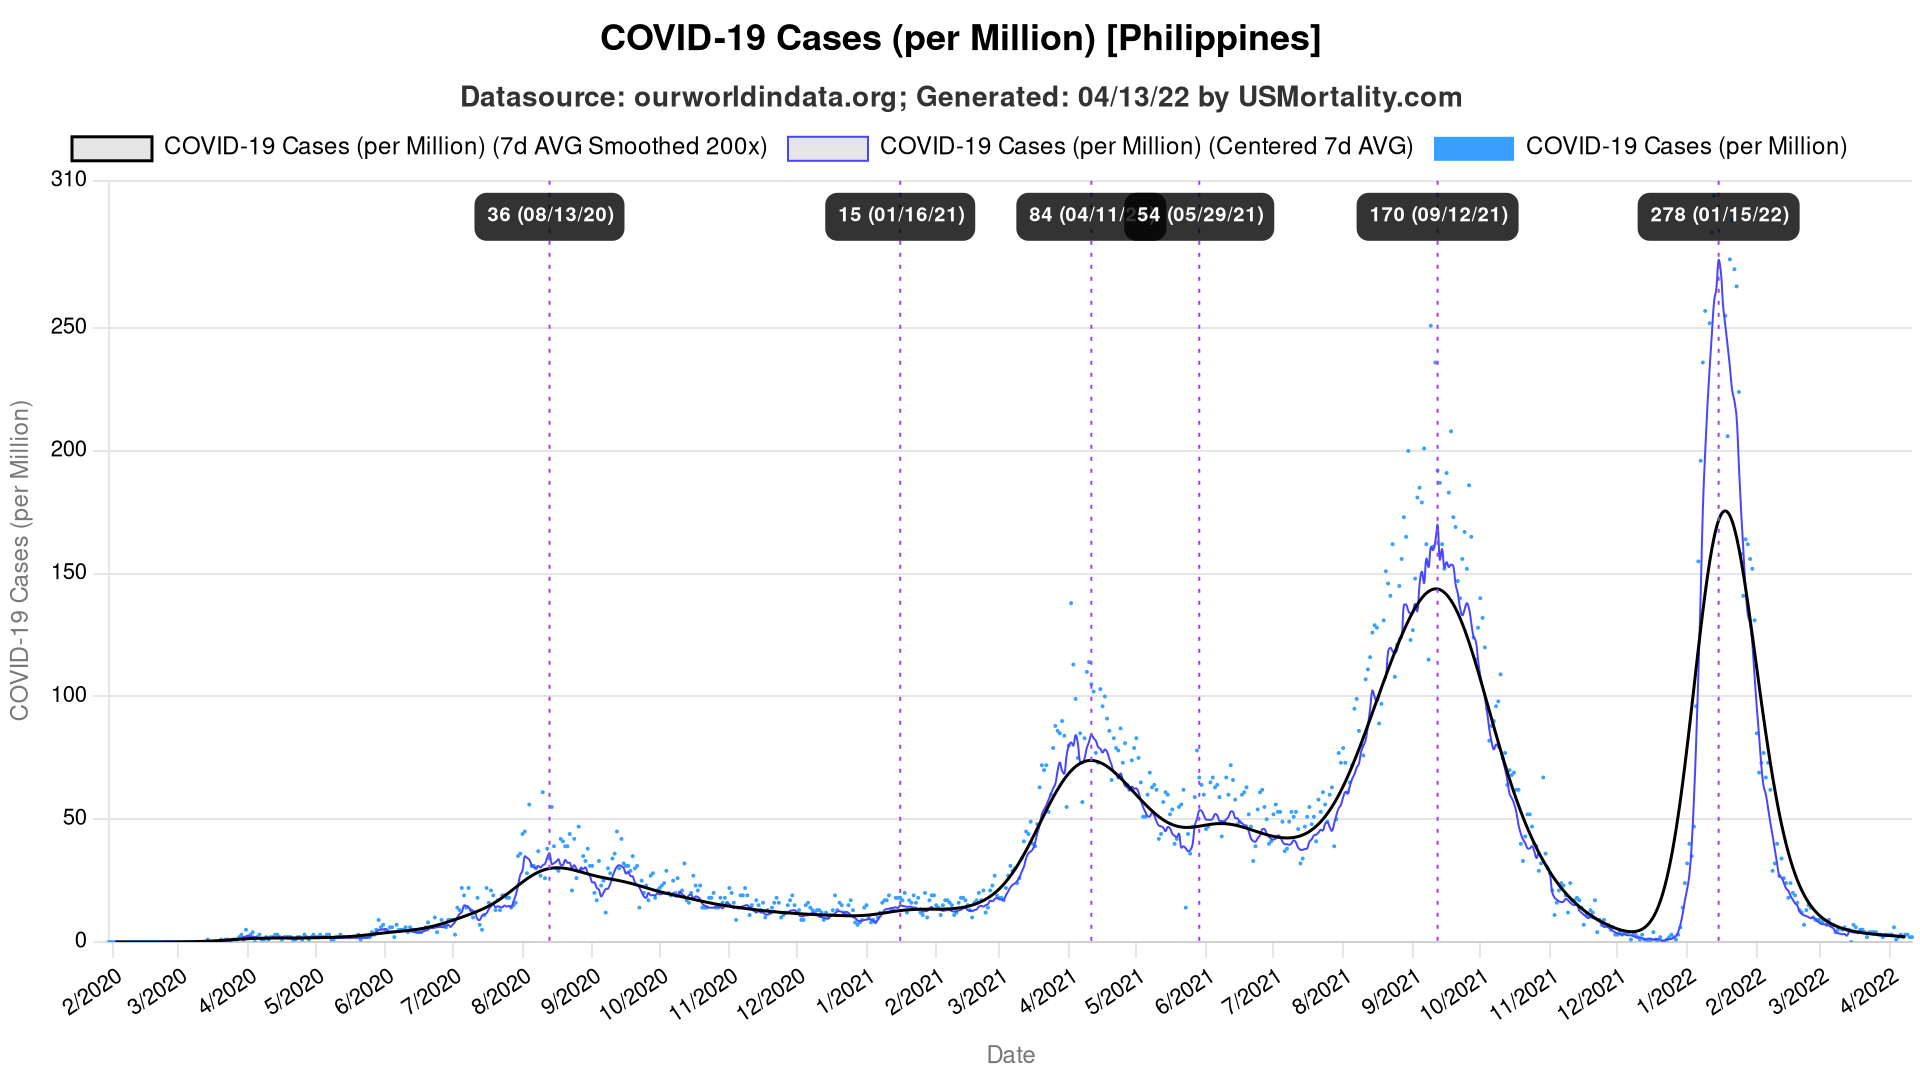 COVID-19 Cases (per Million) [Philippines]
Datasource: ourworldindata.org; Generated: 04/13/22 by USMortality.com
COVID-19 Cases (per Million) (7d AVG Smoothed 200x) COVID-19 Cases (per Million) (Centered 7d AVG) COVID-19 Cases (per Million)
36 (08/13/20) 15 (01/16/21) 84 (04/11/ 54 (05/29/21) 170 (09/12/21) 278 (01/15/22)
COVID-19 Cases (per Million)
310
250
200
150
100
50
0
2/2020 3/2020 4/2020 5/2020 6/2020 7/2020 8/2020 9/2020 10/2020 11/2020 12/2020 1/2021 2/2021 3/2021 4/2021 5/2021 6/2021 7/2021 8/2021 9/2021 10/2021 11/2021 12/2021 1/2022 2/2022 3/2022 4/2022
Date